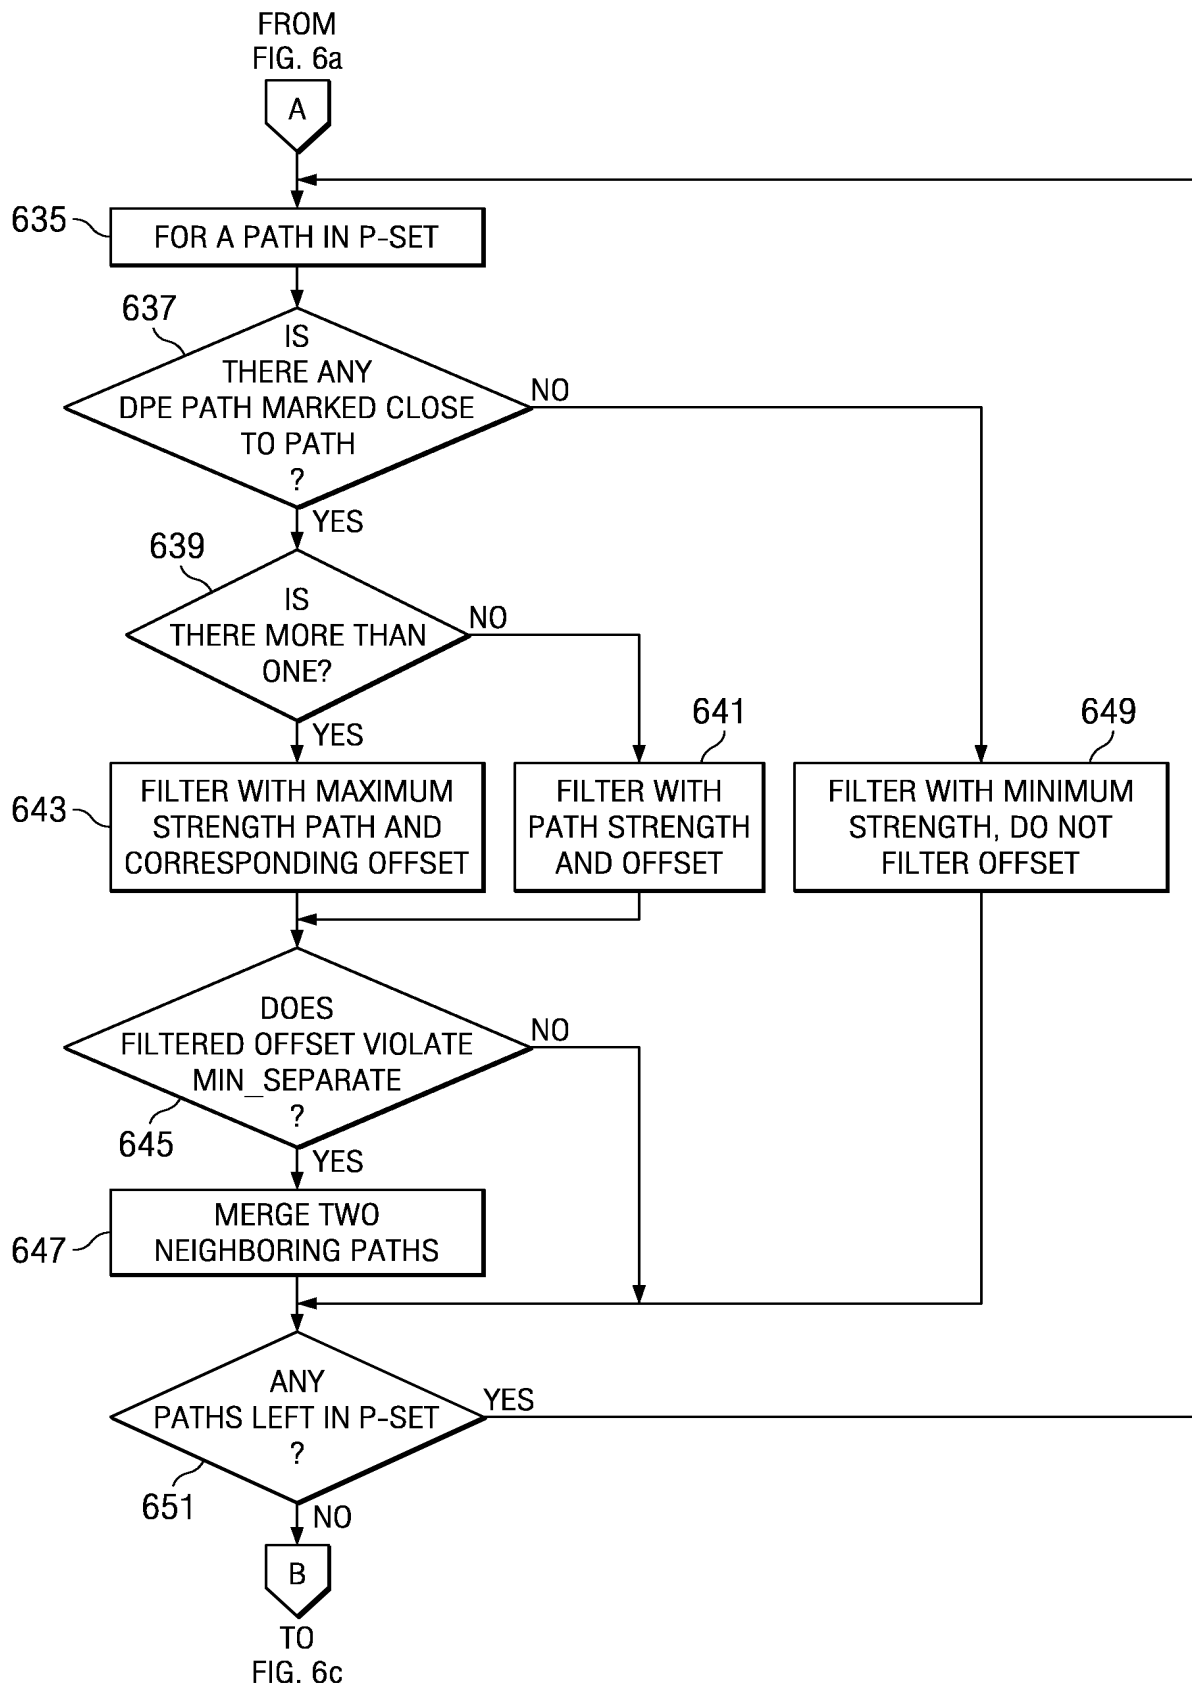 FROM
FIG. 6a
A
635
FOR A PATH IN P-SET
637
IS
THERE ANY
DPE PATH MARKED CLOSE
TO PATH
?
NO
YES
639
IS
THERE MORE THAN
ONE?
NO
YES
641
649
643
FILTER WITH MAXIMUM
STRENGTH PATH AND
CORRESPONDING OFFSET
FILTER WITH
PATH STRENGTH
AND OFFSET
FILTER WITH MINIMUM
STRENGTH, DO NOT
FILTER OFFSET
DOES
FILTERED OFFSET VIOLATE
MIN_SEPARATE
?
NO
645
YES
647
MERGE TWO
NEIGHBORING PATHS
ANY
PATHS LEFT IN P-SET
?
YES
651
NO
B
TO
FIG. 6c